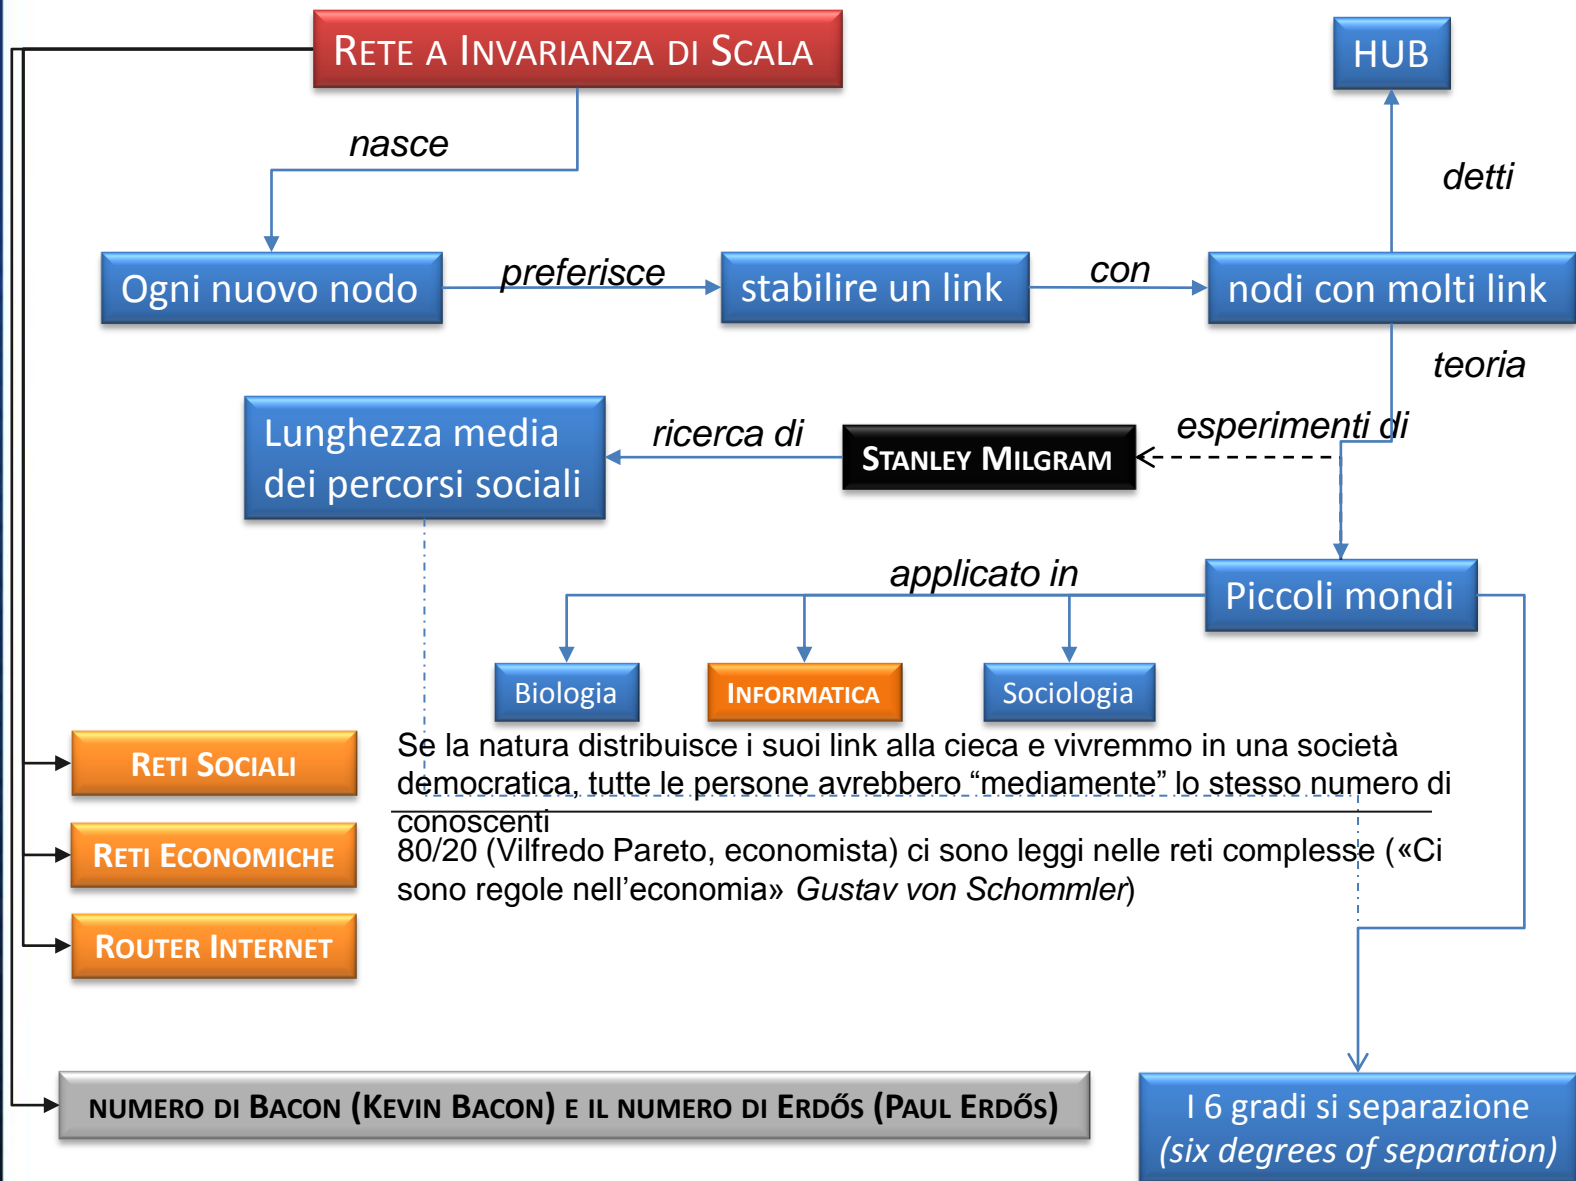 RETE A INVARIANZA DI SCALA
HUB
nasce
detti
Ogni nuovo nodo
preferisce
stabilire un link
con
nodi con molti link
teoria
Lunghezza media
dei percorsi sociali
ricerca di
STANLEY MILGRAM
esperimenti di
applicato in
Piccoli mondi
Biologia
INFORMATICA
Sociologia
RETI SOCIALI
Se la natura distribuisce i suoi link alla cieca e vivremmo in una società
democratica, tutte le persone avrebbero “mediamente” lo stesso numero di
conoscenti
RETI ECONOMICHE
80/20 (Vilfredo Pareto, economista) ci sono leggi nelle reti complesse («Ci
sono regole nell’economia» Gustav von Schommler)
ROUTER INTERNET
NUMERO DI BACON (KEVIN BACON) E IL NUMERO DI ERDŐS (PAUL ERDŐS)
I 6 gradi si separazione
(six degrees of separation)